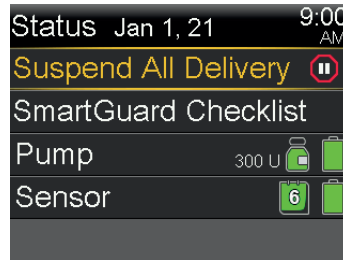 Status Jan 1, 21 9:00 AM
Suspend All Delivery
SmartGuard Checklist
Pump 300 U
Sensor 6